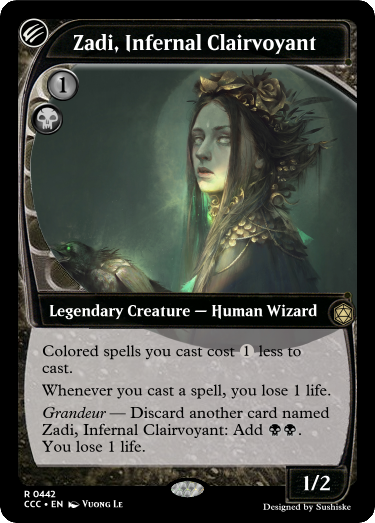 Zadi, Infernal Clairvoyant
1
Legendary Creature — Human Wizard
Colored spells you cast cost 1 less to
cast.
Whenever you cast a spell, you lose 1 life.
Grandeur — Discard another card named
Zadi, Infernal Clairvoyant: Add
.
You lose 1 life.
1/2
R 0442
CCC • EN Vuong Le
Designed by Sushiske